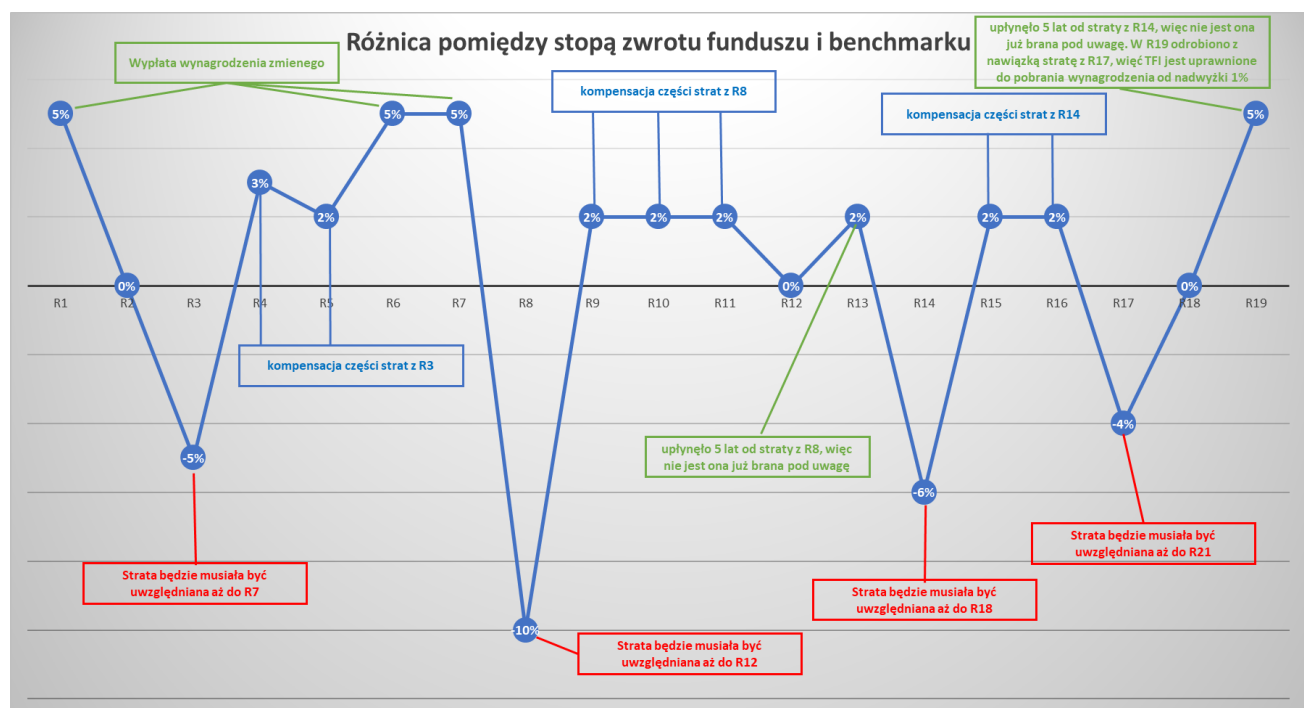 Różnica pomiędzy stopą zwrotu funduszu i benchmarku
upłynęło 5 lat od straty z R14, więc nie jest ona
już brana pod uwagę. W R19 odrobiono z
nawiązką stratę z R17, więć TFI jest uprawnione
do pobrania wynagrodzenia od nadwyżki 1%
Wypłata wynagrodzenia zmienego
kompensacja części strat z R8
kompensacja części strat z R14
5%
0%
-5%
3%
2%
5%
5%
-10%
2%
2%
2%
0%
2%
-6%
2%
2%
-4%
0%
5%
R1
R2
R3
R4
R5
R6
R7
R8
R9
R10
R11
R12
R13
R14
R15
R16
R17
R18
R19
kompensacja części strat z R3
upłynęło 5 lat od straty z R8, więc
nie jest ona już brana pod uwagę
Strata będzie musiała być
uwzględniana aż do R7
Strata będzie musiała być
uwzględniana aż do R12
Strata będzie musiała być
uwzględniana aż do R18
Strata będzie musiała być
uwzględniana aż do R21